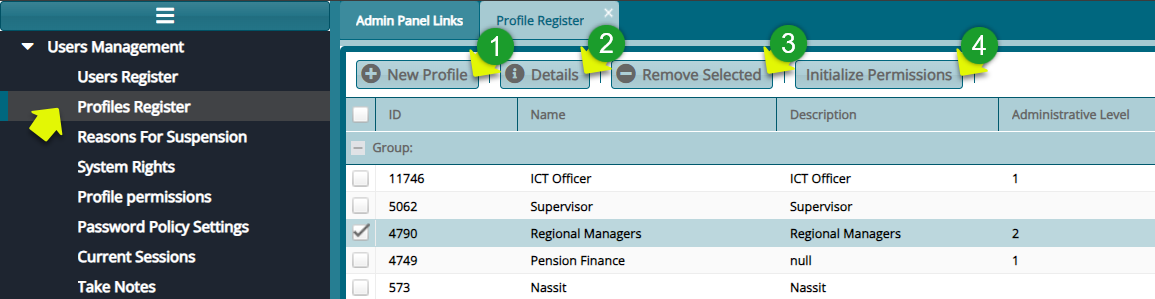 Admin Panel Links Profile Register
Users Management
Users Register
Profiles Register
Reasons For Suspension
System Rights
Profile permissions
Password Policy Settings
Current Sessions
Take Notes
1 2 3 4
New Profile Details Remove Selected Initialize Permissions
ID Name Description Administrative Level
Group:
11746 ICT Officer ICT Officer 1
5062 Supervisor Supervisor
4790 Regional Managers Regional Managers 2
4749 Pension Finance null 1
573 Nassit Nassit